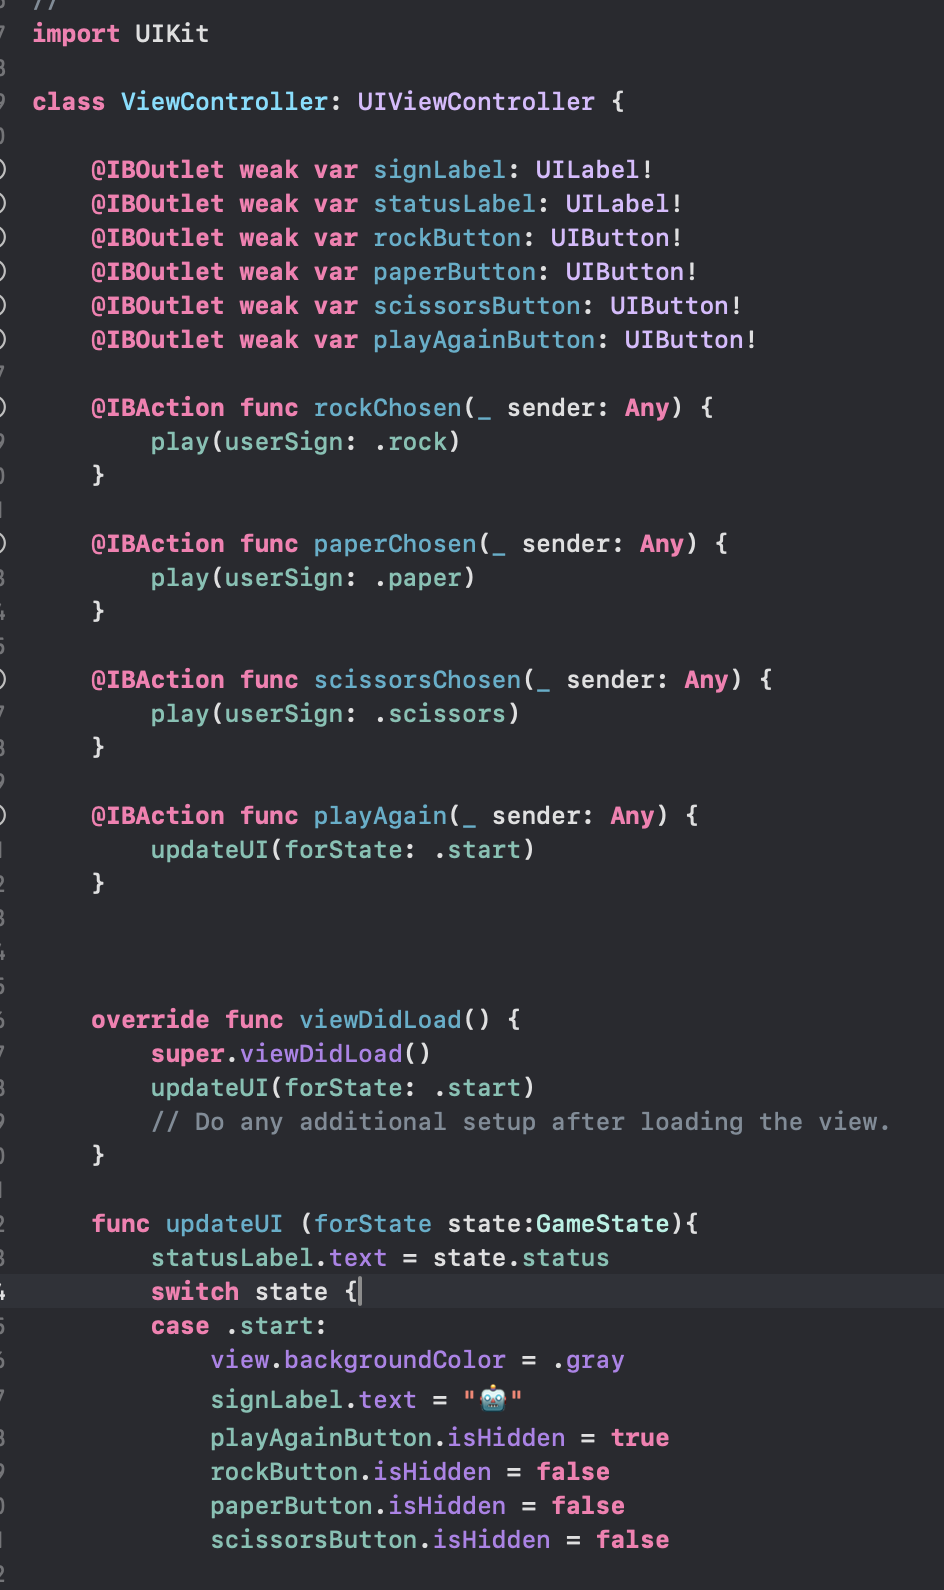 //
import UIKit
class ViewController: UIViewController {
@IBOutlet weak var signLabel: UILabel!
@IBOutlet weak var statusLabel: UILabel!
@IBOutlet weak var rockButton: UIButton!
@IBOutlet weak var paperButton: UIButton!
@IBOutlet weak var scissorsButton: UIButton!
@IBOutlet weak var playAgainButton: UIButton!
@IBAction func rockChosen(_ sender: Any) {
play(userSign: .rock)
}
@IBAction func paperChosen(_ sender: Any) {
play(userSign: .paper)
}
@IBAction func scissorsChosen(_ sender: Any) {
play(userSign: .scissors)
}
@IBAction func playAgain(_ sender: Any) {
updateUI(forState: .start)
}
override func viewDidLoad() {
super.viewDidLoad()
updateUI(forState: .start)
// Do any additional setup after loading the view.
}
func updateUI (forState state:GameState){
statusLabel.text = state.status
switch state {
case .start:
view.backgroundColor = .gray
signLabel.text = "🤖"
playAgainButton.isHidden = true
rockButton.isHidden = false
paperButton.isHidden = false
scissorsButton.isHidden = false